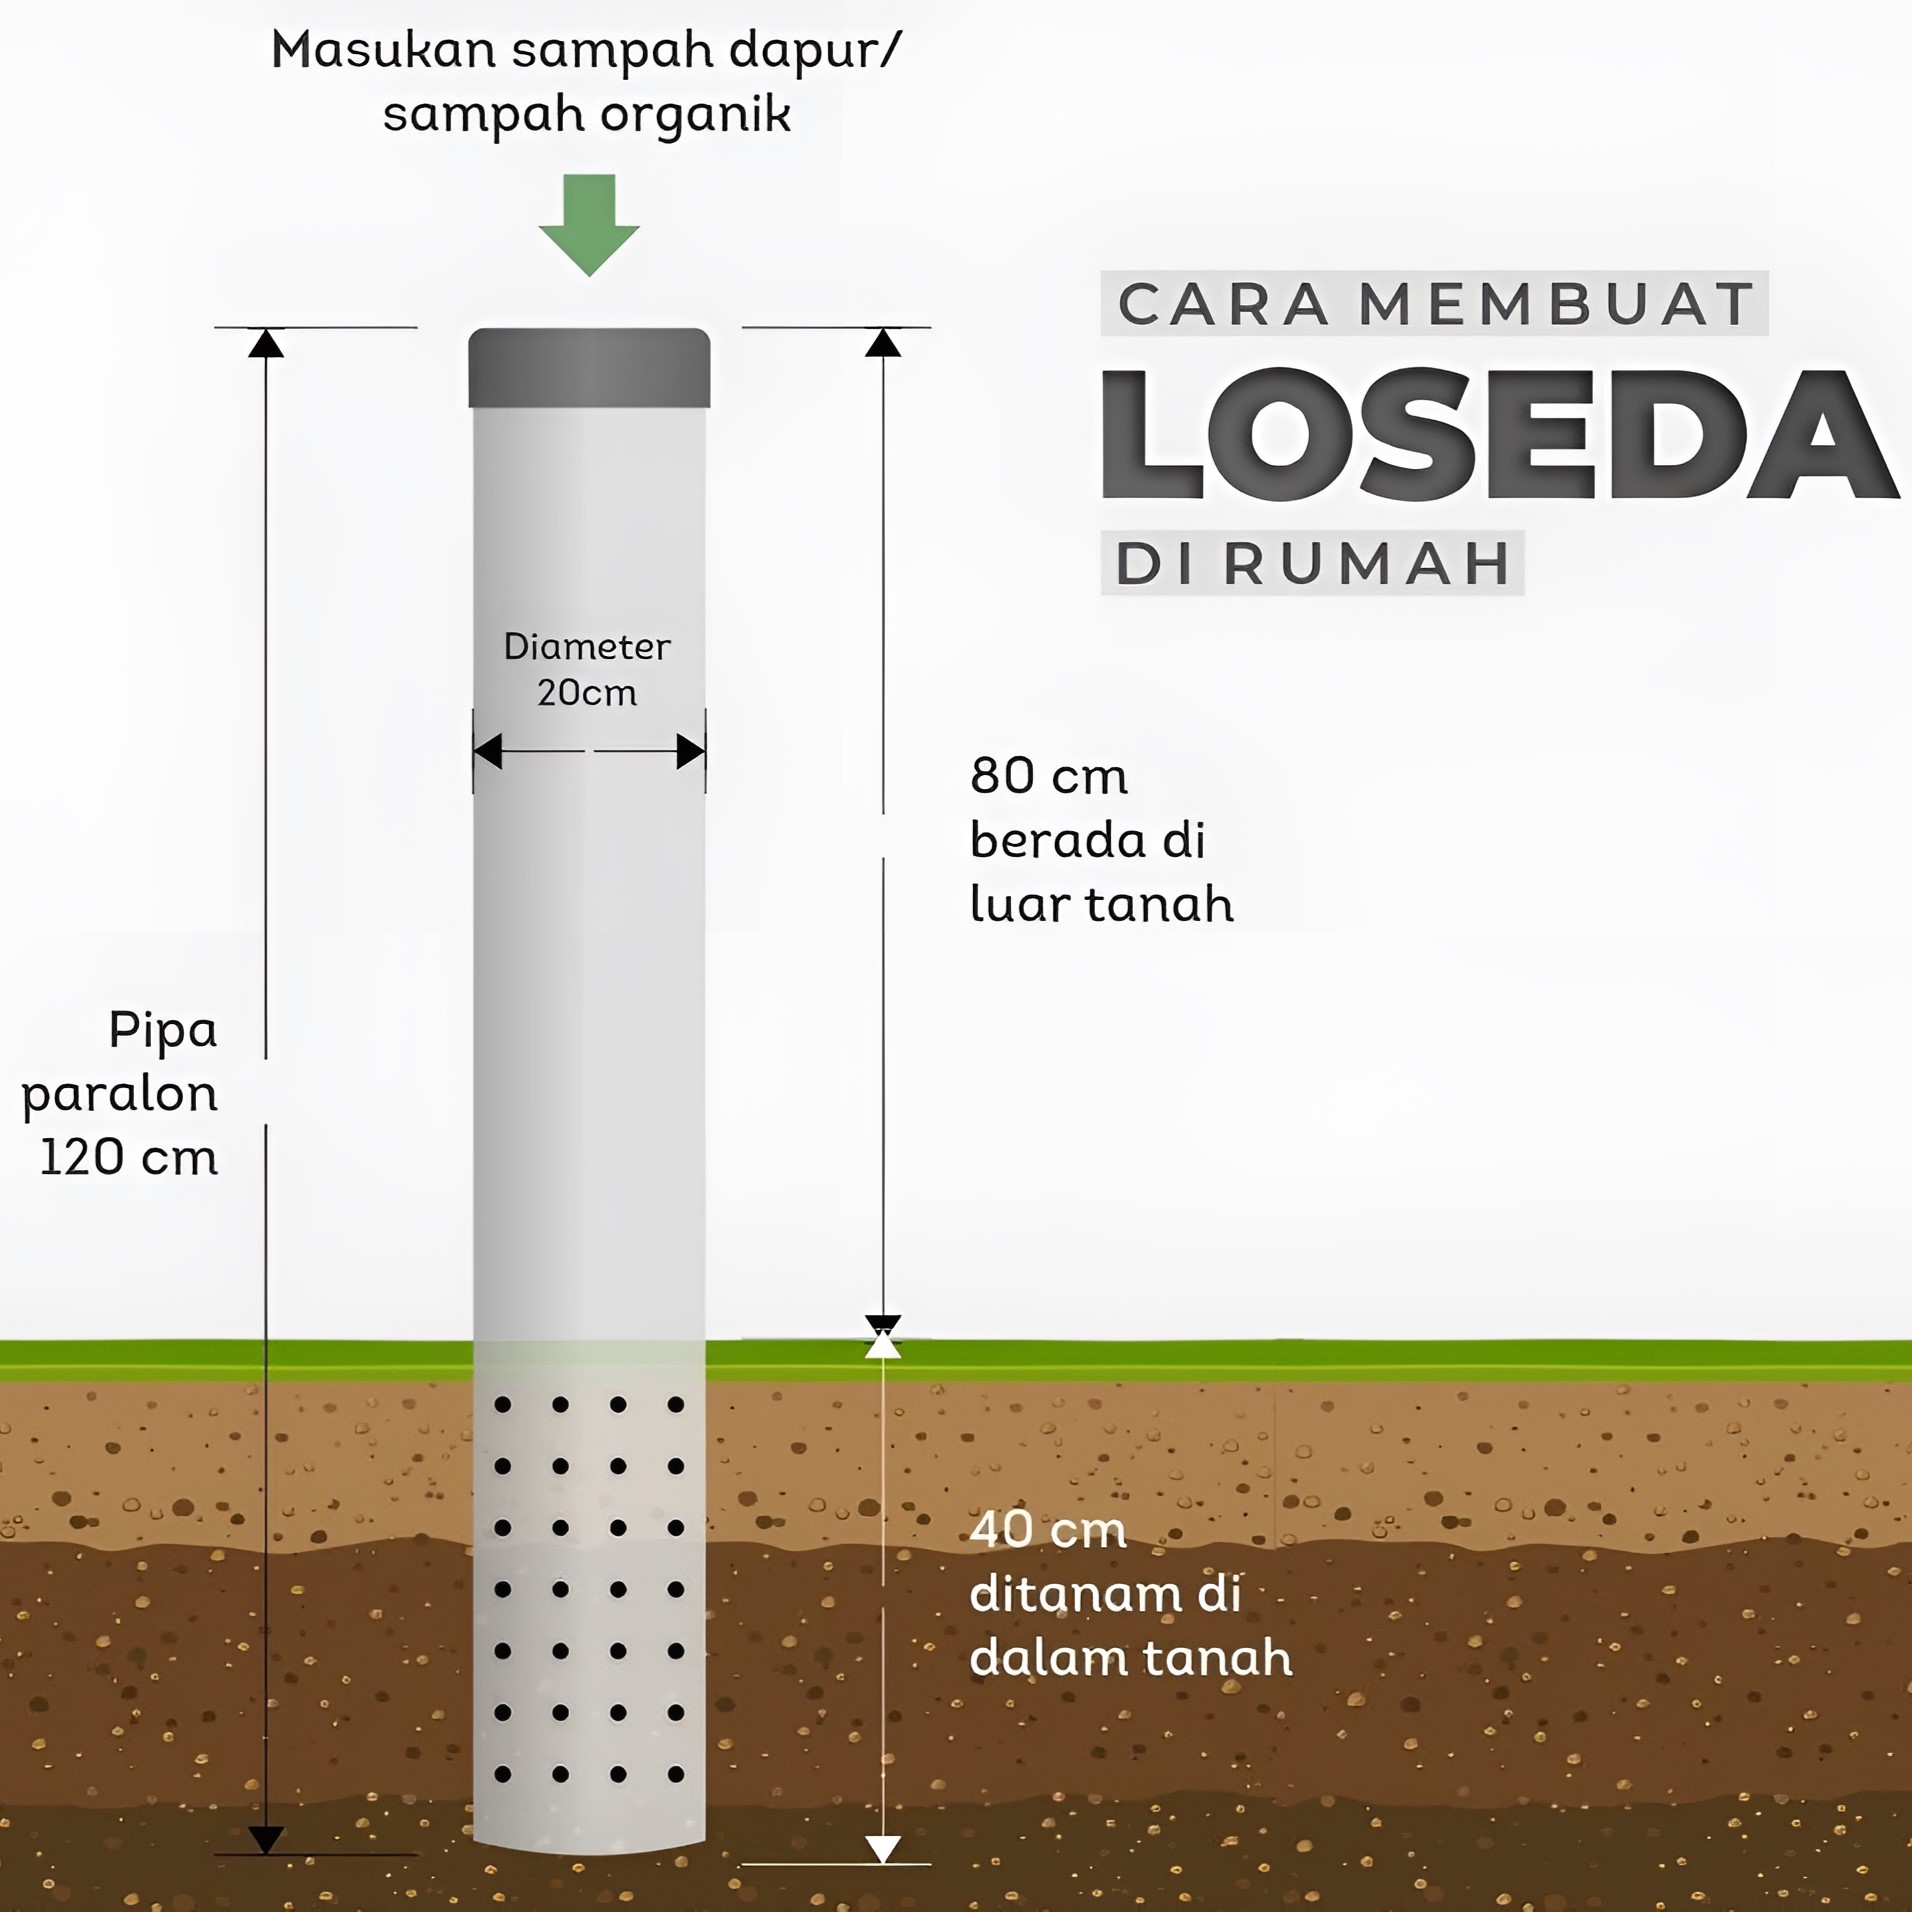 Masukan sampah dapur/
sampah organik
CARA MEMBUAT
LOSEDA
DI RUMAH
Diameter
20cm
80 cm
berada di
luar tanah
Pipa
paralon
120 cm
40 cm
ditanam di
dalam tanah